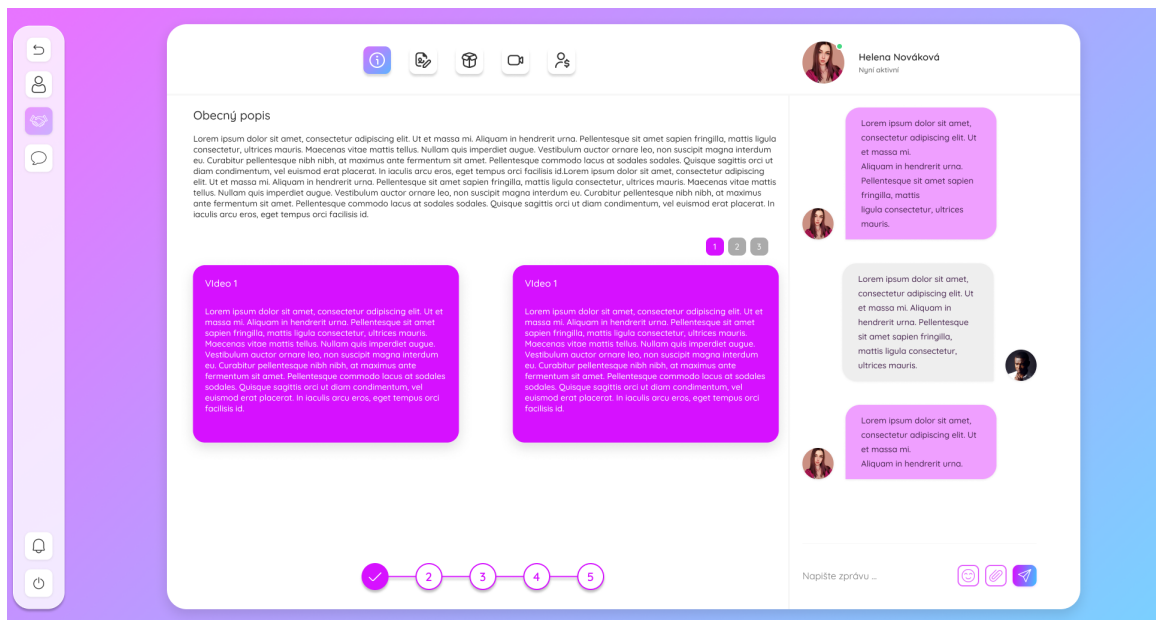 Helena Nováková
Nyní aktivní
Obecný popis
Lorem ipsum dolor sit amet, consectetur adipiscing elit. Ut et massa mi. Aliquam in hendrerit urna. Pellentesque sit amet sapien fringilla, mattis ligula
consectetur, ultrices mauris. Maecenas vitae mattis tellus. Nullam quis imperdiet augue. Vestibulum auctor ornare leo, non suscipit magna interdum
eu. Curabitur pellentesque nibh nibh, at maximus ante fermentum sit amet. Pellentesque commodo lacus at sodales sodales. Quisque sagittis orci ut
diam condimentum, vel euismod erat placerat. In iaculis arcu eros, eget tempus orci facilisis id.Lorem ipsum dolor sit amet, consectetur adipiscing
elit. Ut et massa mi. Aliquam in hendrerit urna. Pellentesque sit amet sapien fringilla, mattis ligula consectetur, ultrices mauris. Maecenas vitae mattis
tellus. Nullam quis imperdiet augue. Vestibulum auctor ornare leo, non suscipit magna interdum eu. Curabitur pellentesque nibh nibh, at maximus
ante fermentum sit amet. Pellentesque commodo lacus at sodales sodales. Quisque sagittis orci ut diam condimentum, vel euismod erat placerat. In
iaculis arcu eros, eget tempus orci facilisis id.
1 2 3
VIdeo 1
Lorem ipsum dolor sit amet, consectetur adipiscing elit. Ut et
massa mi. Aliquam in hendrerit urna. Pellentesque sit amet
sapien fringilla, mattis ligula consectetur, ultrices mauris.
Maecenas vitae mattis tellus. Nullam quis imperdiet augue.
Vestibulum auctor ornare leo, non suscipit magna interdum
eu. Curabitur pellentesque nibh nibh, at maximus ante
fermentum sit amet. Pellentesque commodo lacus at sodales
sodales. Quisque sagittis orci ut diam condimentum, vel
euismod erat placerat. In iaculis arcu eros, eget tempus orci
facilisis id.
VIdeo 1
Lorem ipsum dolor sit amet, consectetur adipiscing elit. Ut et
massa mi. Aliquam in hendrerit urna. Pellentesque sit amet
sapien fringilla, mattis ligula consectetur, ultrices mauris.
Maecenas vitae mattis tellus. Nullam quis imperdiet augue.
Vestibulum auctor ornare leo, non suscipit magna interdum
eu. Curabitur pellentesque nibh nibh, at maximus ante
fermentum sit amet. Pellentesque commodo lacus at sodales
sodales. Quisque sagittis orci ut diam condimentum, vel
euismod erat placerat. In iaculis arcu eros, eget tempus orci
facilisis id.
2 3 4 5
Lorem ipsum dolor sit amet,
consectetur adipiscing elit. Ut
et massa mi.
Aliquam in hendrerit urna.
Pellentesque sit amet sapien
fringilla, mattis
ligula consectetur, ultrices
mauris.
Lorem ipsum dolor sit amet,
consectetur adipiscing elit. Ut
et massa mi. Aliquam in
hendrerit urna. Pellentesque
sit amet sapien fringilla,
mattis ligula consectetur,
ultrices mauris.
Lorem ipsum dolor sit amet,
consectetur adipiscing elit. Ut
et massa mi.
Aliquam in hendrerit urna.
Napište zprávu ...